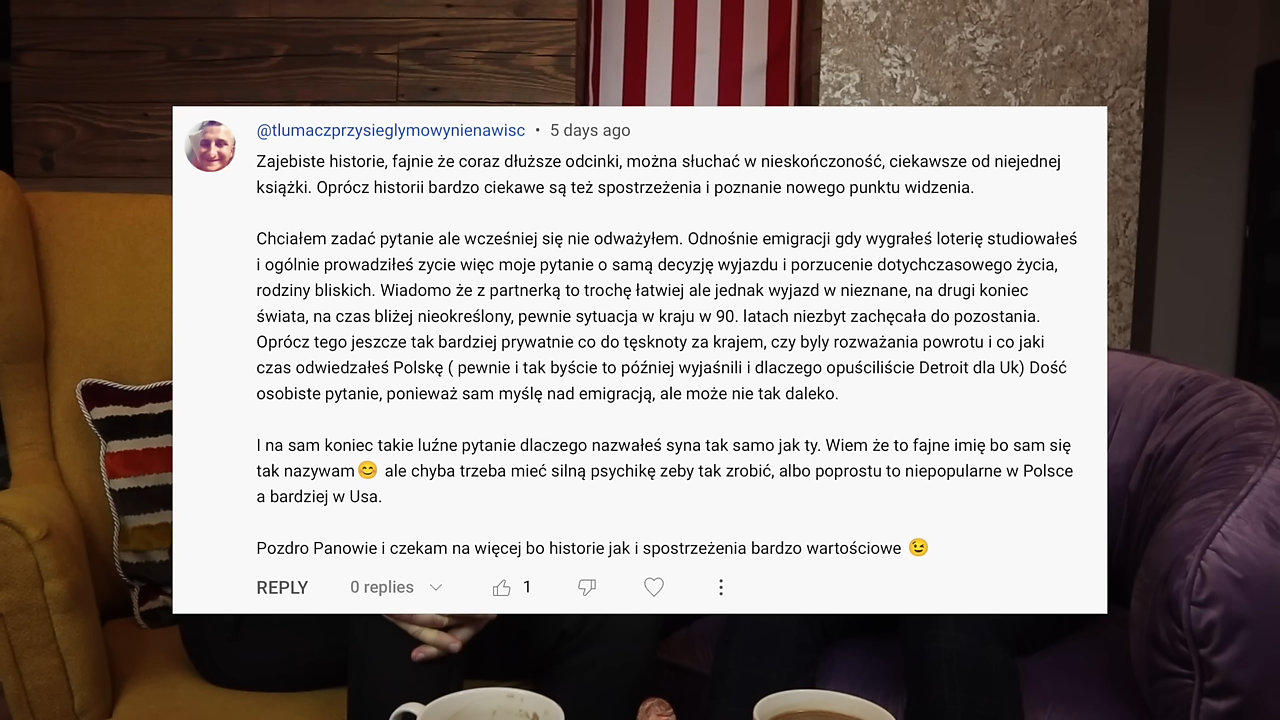 @tlumaczprzysieglymowynienawisc • 5 days ago
Zajebiste historie, fajnie że coraz dłuższe odcinki, można słuchać w nieskończoność, ciekawsze od niejednej
książki. Oprócz historii bardzo ciekawe są też spostrzeżenia i poznanie nowego punktu widzenia.
Chciałem zadać pytanie ale wcześniej się nie odważyłem. Odnośnie emigracji gdy wygrałeś loterię studiowałeś
i ogólnie prowadziłeś zycie więc moje pytanie o samą decyzję wyjazdu i porzucenie dotychczasowego życia,
rodziny bliskich. Wiadomo że z partnerką to trochę łatwiej ale jednak wyjazd w nieznane, na drugi koniec
świata, na czas bliżej nieokreślony, pewnie sytuacja w kraju w 90. latach niezbyt zachęcała do pozostania.
Oprócz tego jeszcze tak bardziej prywatnie co do tęsknoty za krajem, czy byly rozważania powrotu i co jaki
czas odwiedzałeś Polskę ( pewnie i tak byście to później wyjaśnili i dlaczego opuściliście Detroit dla Uk) Dość
osobiste pytanie, ponieważ sam myślę nad emigracją, ale może nie tak daleko.
I na sam koniec takie luźne pytanie dlaczego nazwałeś syna tak samo jak ty. Wiem że to fajne imię bo sam się
tak nazywam😊 ale chyba trzeba mieć silną psychikę zeby tak zrobić, albo poprostu to niepopularne w Polsce
a bardziej w Usa.
Pozdro Panowie i czekam na więcej bo historie jak i spostrzeżenia bardzo wartościowe 😉
REPLY 0 replies 1